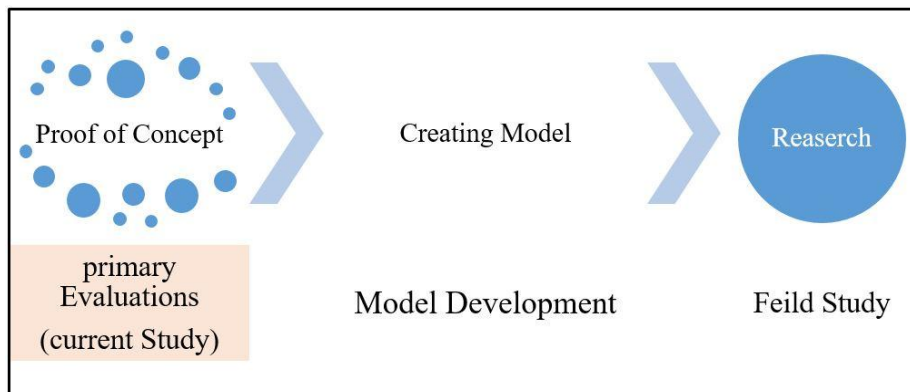 Proof of Concept
Creating Model
Reaserch
primary
Evaluations
(current Study)
Model Development
Feild Study